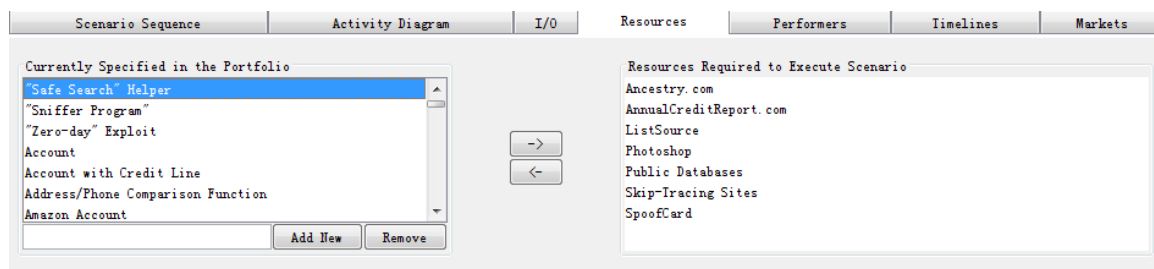 Scenario Sequence Activity Diagram I/O Resources Performers Timelines Markets
Currently Specified in the Portfolio
"Safe Search" Helper
"Sniffer Program"
"Zero-day" Exploit
Account
Account with Credit Line
Address/Phone Comparison Function
Amazon Account
Add New Remove
->
<-
Resources Required to Execute Scenario
Ancestry.com
AnnualCreditReport.com
ListSource
Photoshop
Public Databases
Skip-Tracing Sites
SpoofCard